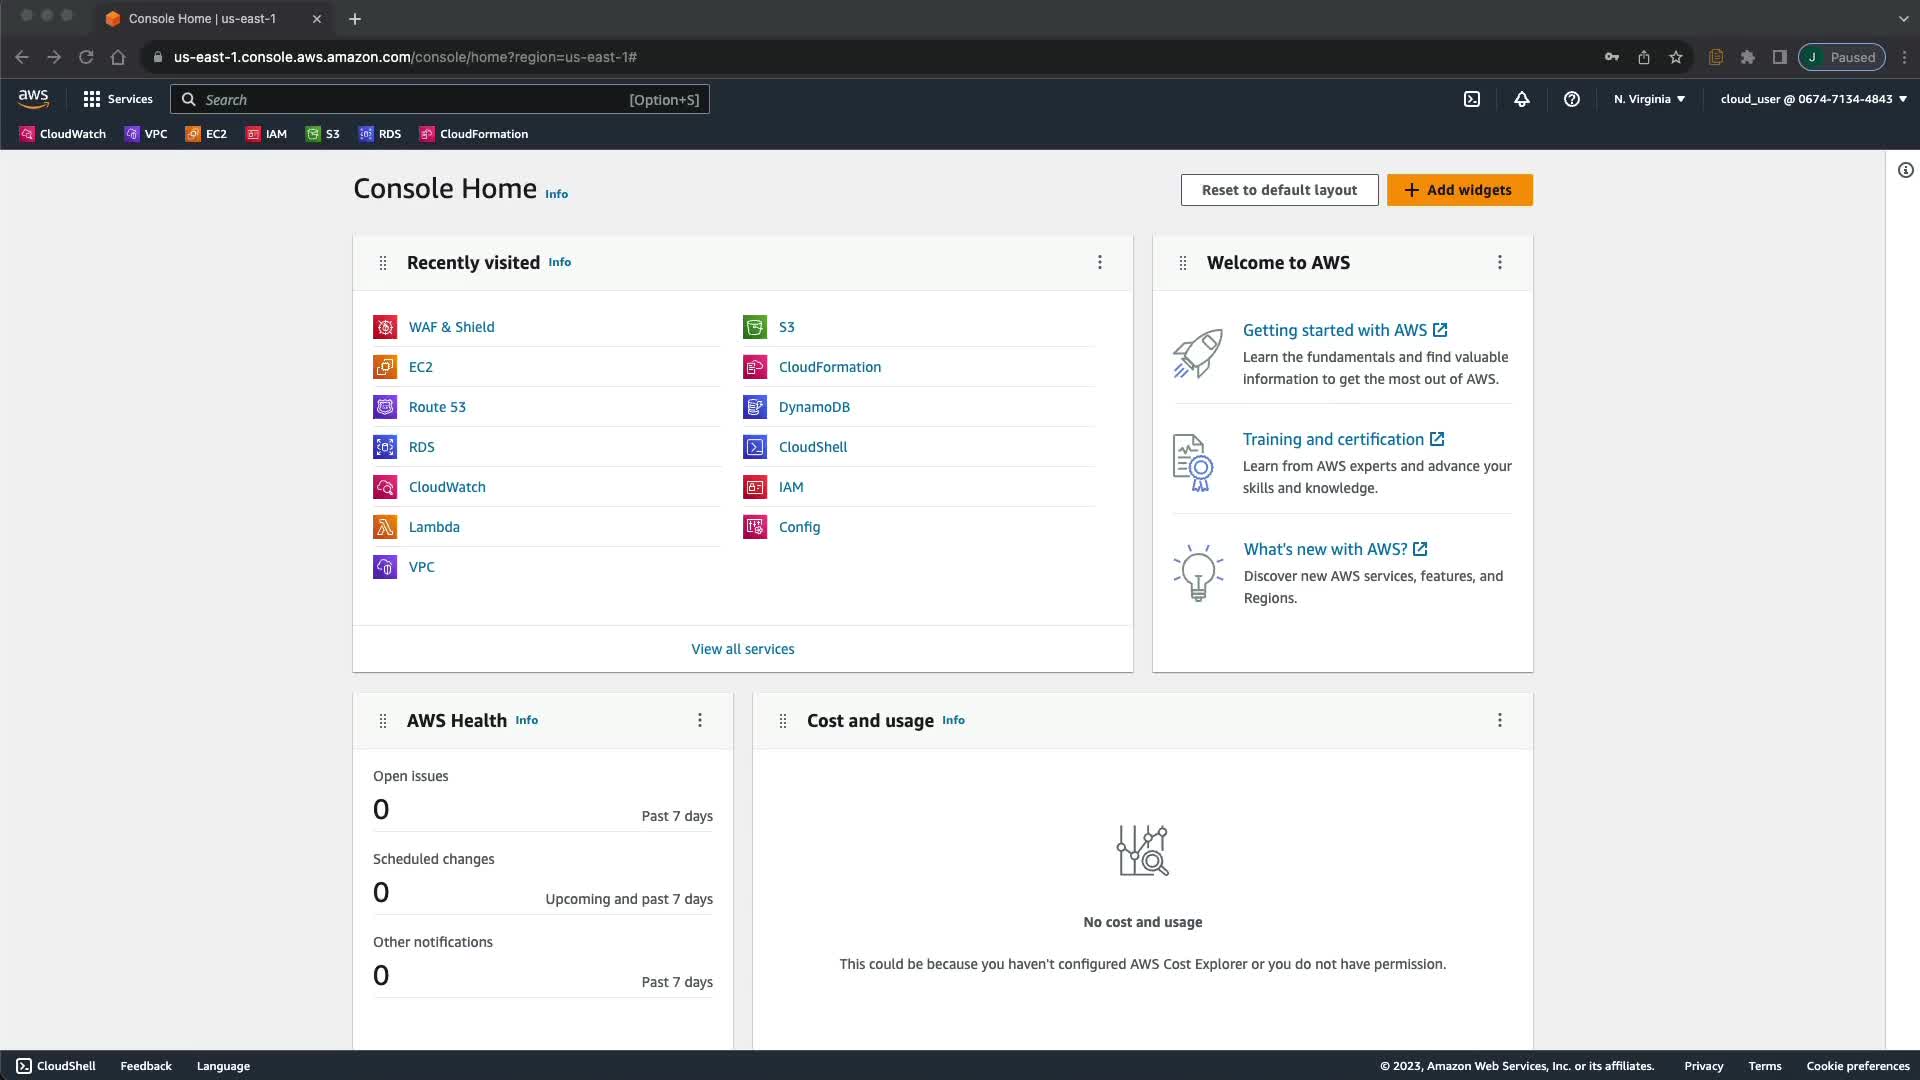 Console Home | us-east-1
us-east-1.console.aws.amazon.com/console/home?region=us-east-1#
J Paused
aws
Services
Search
[Option+S]
N. Virginia
cloud_user @ 0674-7134-4843
CloudWatch
VPC
EC2
IAM
S3
RDS
CloudFormation
Console Home Info
Reset to default layout
Add widgets
Recently visited Info
WAF & Shield
EC2
Route 53
RDS
CloudWatch
Lambda
VPC
S3
CloudFormation
DynamoDB
CloudShell
IAM
Config
View all services
Welcome to AWS
Getting started with AWS
Learn the fundamentals and find valuable
information to get the most out of AWS.
Training and certification
Learn from AWS experts and advance your
skills and knowledge.
What's new with AWS?
Discover new AWS services, features, and
Regions.
AWS Health Info
Open issues
0
Past 7 days
Scheduled changes
0
Upcoming and past 7 days
Other notifications
0
Past 7 days
Cost and usage Info
No cost and usage
This could be because you haven't configured AWS Cost Explorer or you do not have permission.
CloudShell
Feedback
Language
© 2023, Amazon Web Services, Inc. or its affiliates.
Privacy
Terms
Cookie preferences